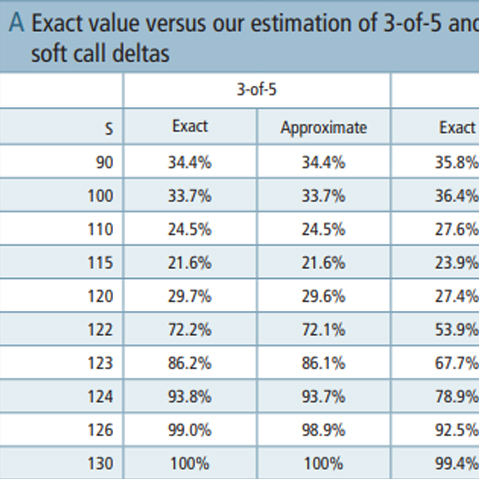 A Exact value versus our estimation of 3-of-5 and
soft call deltas
3-of-5
S Exact Approximate Exact
90 34.4% 34.4% 35.8%
100 33.7% 33.7% 36.4%
110 24.5% 24.5% 27.6%
115 21.6% 21.6% 23.9%
120 29.7% 29.6% 27.4%
122 72.2% 72.1% 53.9%
123 86.2% 86.1% 67.7%
124 93.8% 93.7% 78.9%
126 99.0% 98.9% 92.5%
130 100% 100% 99.4%